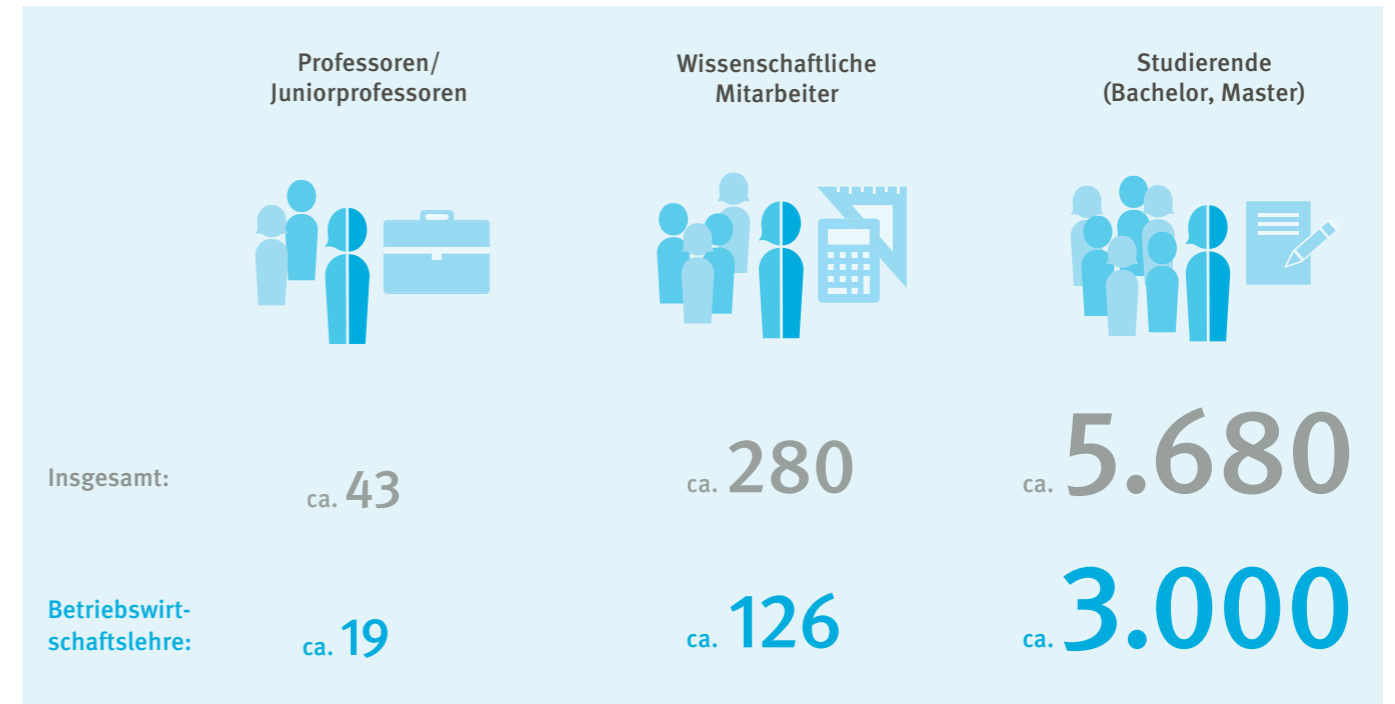 Professoren/
Juniorprofessoren
Wissenschaftliche
Mitarbeiter
Studierende
(Bachelor, Master)
Insgesamt:
ca. 43
ca. 280
ca. 5.680
Betriebswirt-
schaftslehre:
ca. 19
ca. 126
ca. 3.000